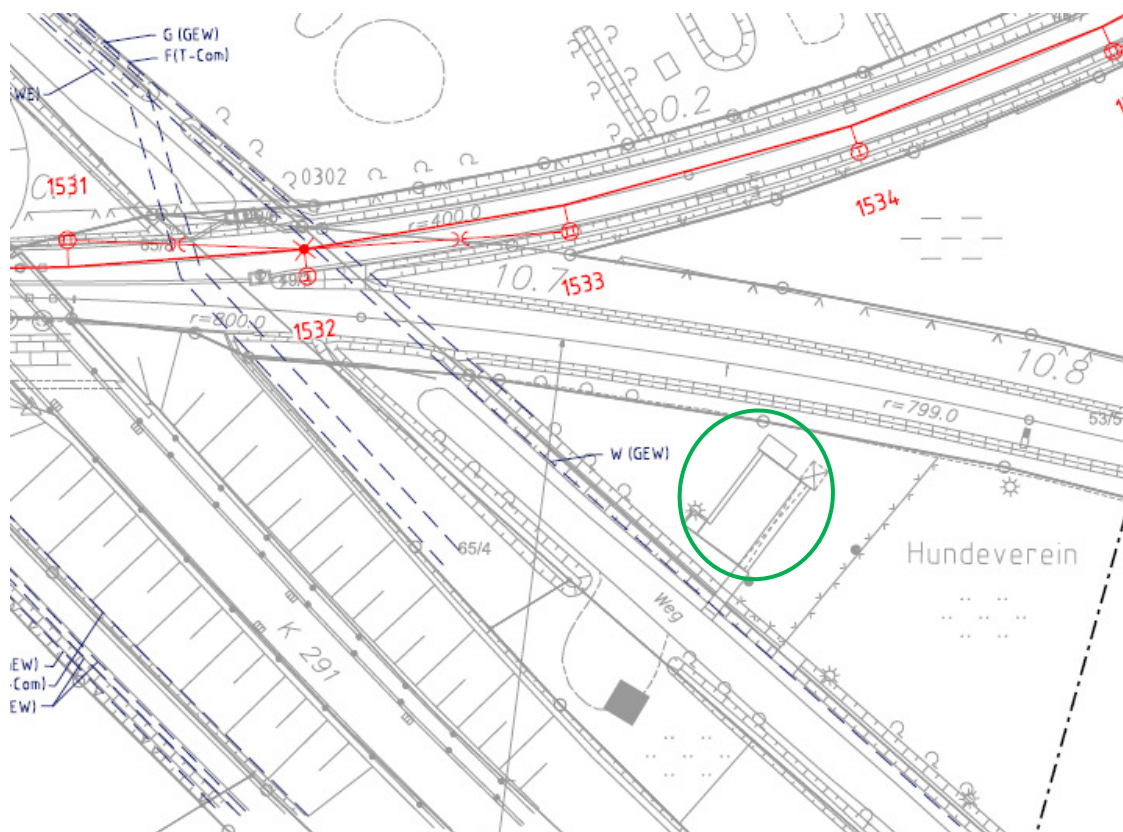 G (GEW)
F(T-Com)
0.2
WE)
1531
0302
r=400.0
1534
65/8
10.7
1533
r=800.0
1532
10.8
r=799.0
53/5
W (GEW)
65/4
Hundeverein
Weg
K 291
EW)
-Com)
EW)